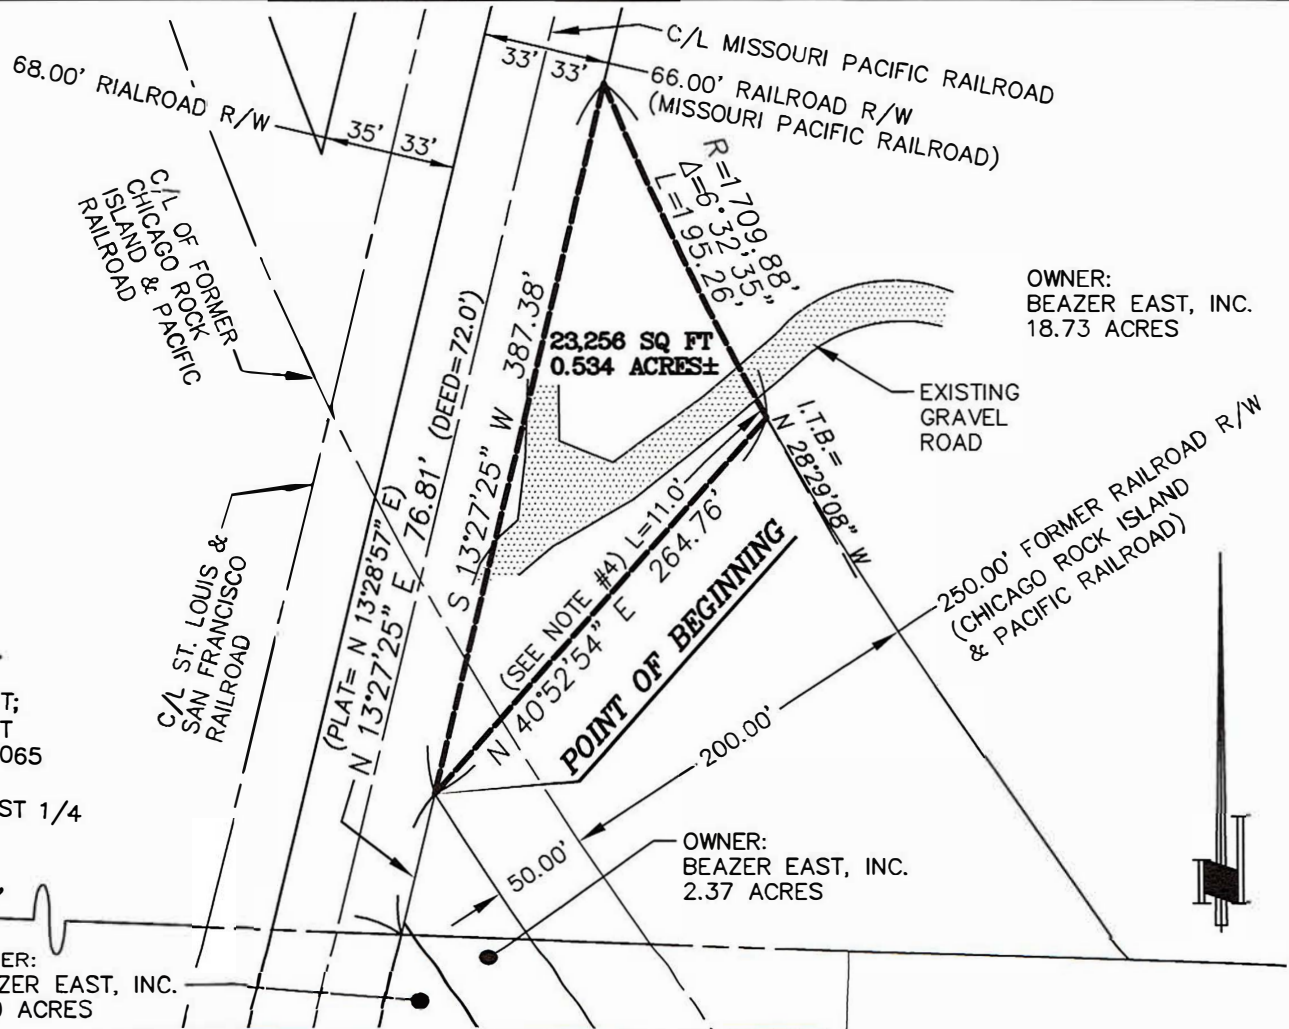 C/L MISSOURI PACIFIC RAILROAD
33' 33'
66.00' RAILROAD R/W
(MISSOURI PACIFIC RAILROAD)
68.00' RIALROAD R/W
35' 33'
C/L OF FORMER
CHICAGO ROCK
ISLAND & PACIFIC
RAILROAD
R=1709.88'
Δ=6°32'35"
L=195.26'
OWNER:
BEAZER EAST, INC.
18.73 ACRES
23,256 SQ FT
0.534 ACRES±
EXISTING
GRAVEL
ROAD
S 13°27'25" W 387.38'
(PLAT= N 13°28'57" E)
N 13°27'25" E 76.81' (DEED=72.0')
I.T.B.=
N 28°29'08" W
250.00' FORMER RAILROAD R/W
(CHICAGO ROCK ISLAND
& PACIFIC RAILROAD)
C/L ST. LOUIS &
SAN FRANCISCO
RAILROAD
(SEE NOTE #4) L=11.0'
N 40°52'54" E 264.76'
POINT OF BEGINNING
200.00'
50.00'
T;
T
065
ST 1/4
OWNER:
BEAZER EAST, INC.
2.37 ACRES
N
ER:
ZER EAST, INC.
ACRES